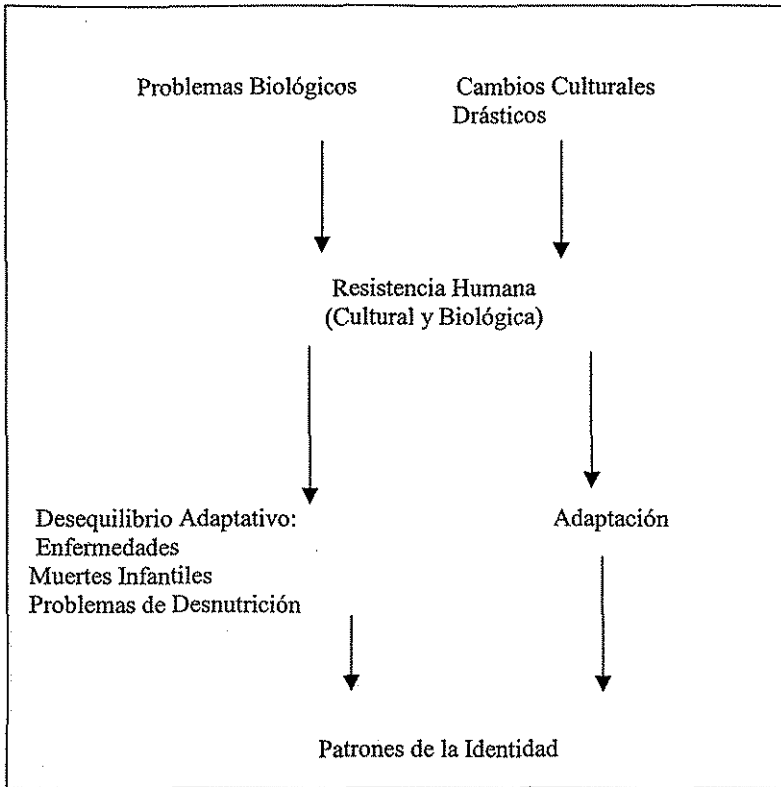 Problemas Biológicos
Cambios Culturales
Drásticos
Resistencia Humana
(Cultural y Biológica)
Desequilibrio Adaptativo:
Enfermedades
Muertes Infantiles
Problemas de Desnutrición
Adaptación
Patrones de la Identidad